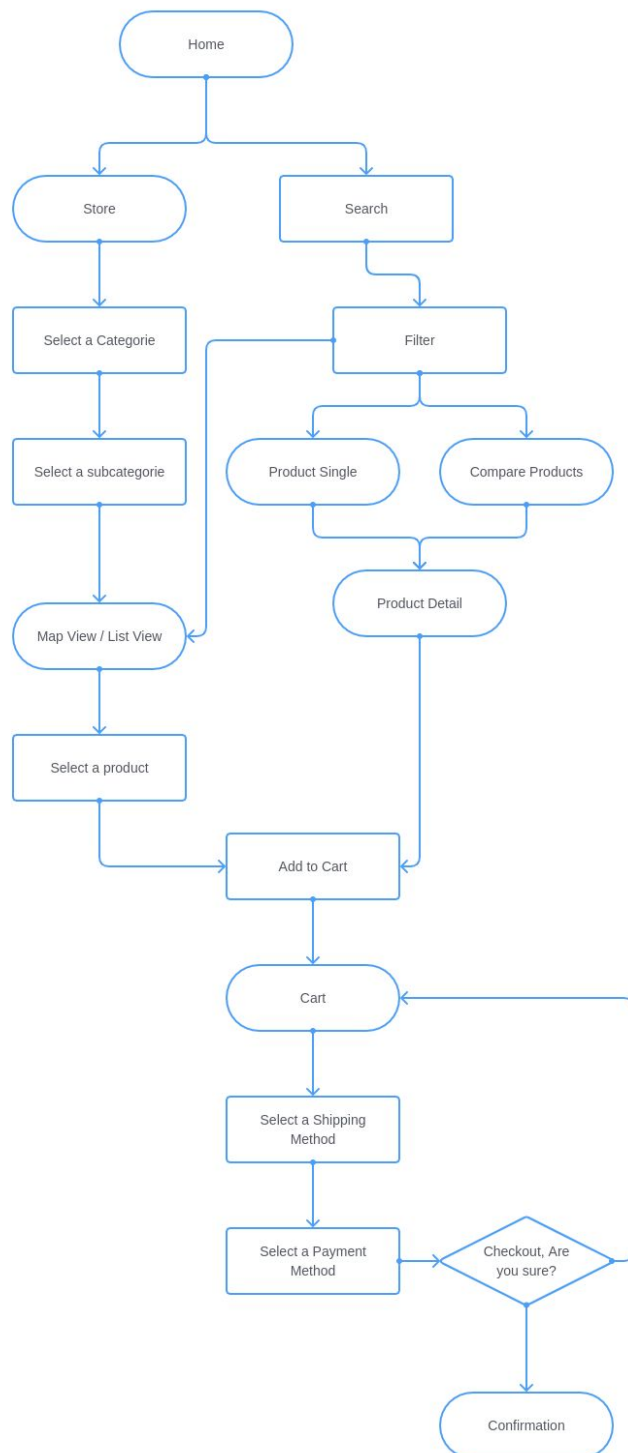 Home
Store
Search
Select a Categorie
Filter
Select a subcategorie
Product Single
Compare Products
Product Detail
Map View / List View
Select a product
Add to Cart
Cart
Select a Shipping
Method
Select a Payment
Method
Checkout, Are
you sure?
Confirmation